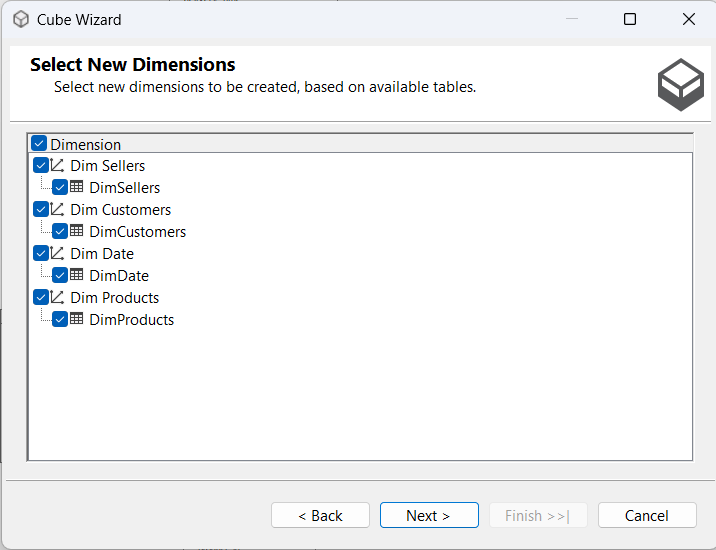 Cube Wizard
Select New Dimensions
Select new dimensions to be created, based on available tables.
Dimension
Dim Sellers
DimSellers
Dim Customers
DimCustomers
Dim Date
DimDate
Dim Products
DimProducts
< Back Next > Finish >>| Cancel